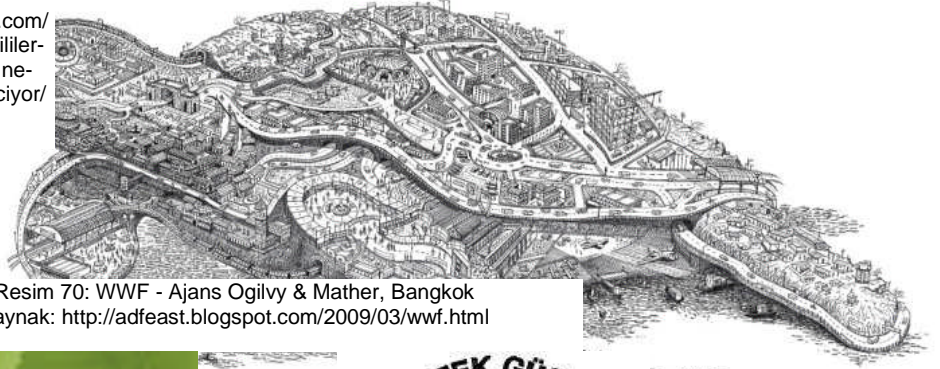 .com/
ililer-
ne-
ciyor/
Resim 70: WWF - Ajans Ogilvy & Mather, Bangkok
aynak: http://adfeast.blogspot.com/2009/03/wwf.html